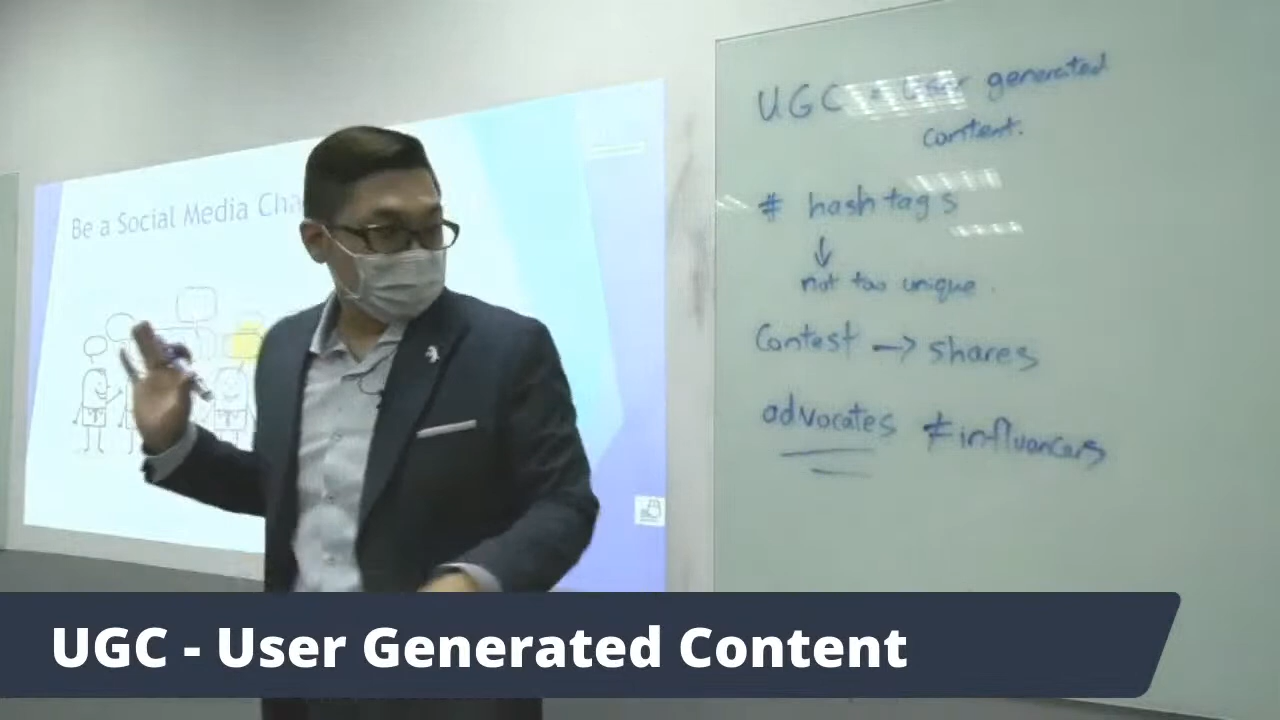 Be a Social Media Cha
UGC - User generated
content.
# hashtags
↓
not too unique.
Contest → shares
advocates ≠ influencers
UGC - User Generated Content